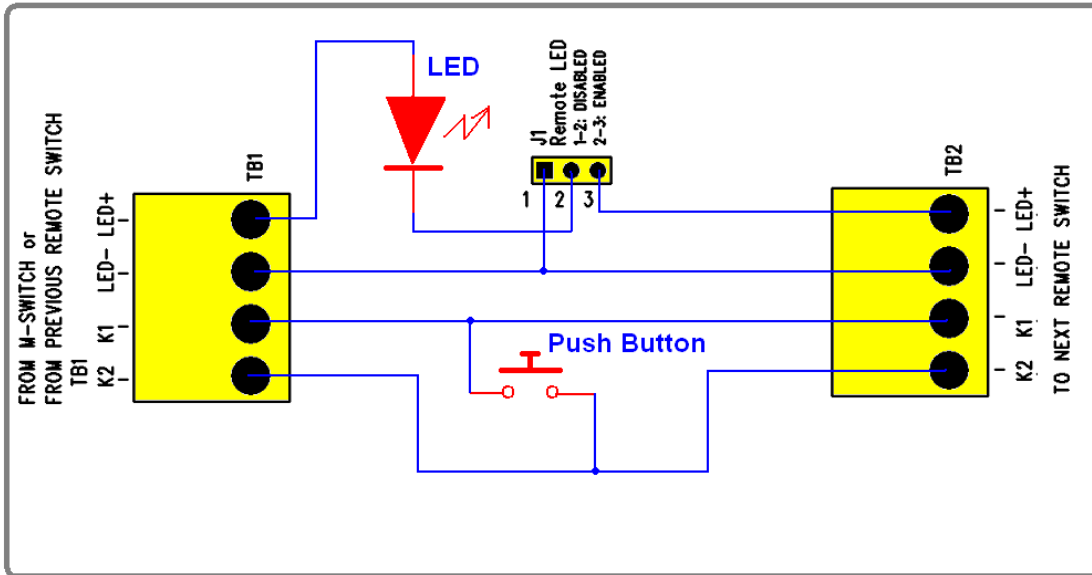 FROM M-SWITCH or
FROM PREVIOUS REMOTE SWITCH
TB1
LED+
LED-
K1
K2
TB1
LED
J1
Remote LED
1-2: DISABLED
2-3: ENABLED
1 2 3
Push Button
TB2
LED+
LED-
K1
K2
TO NEXT REMOTE SWITCH